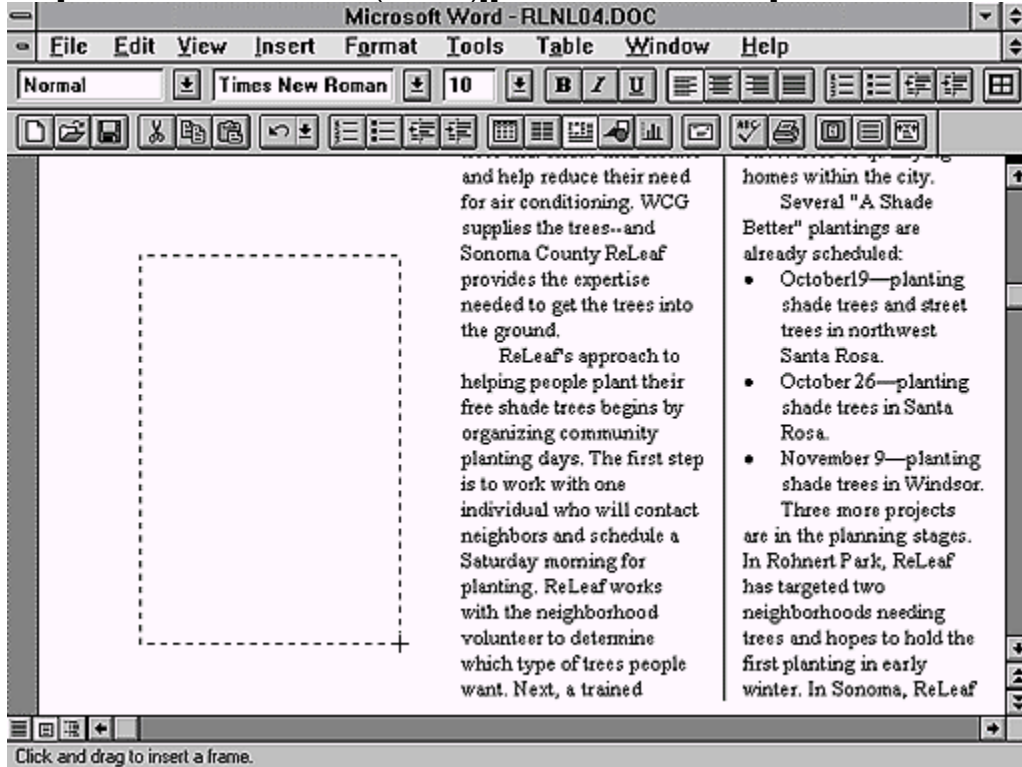 Microsoft Word - RLNL04.DOC
File Edit View Insert Format Tools Table Window Help
Normal Times New Roman 10 B I U
and help reduce their need
for air conditioning. WCG
supplies the trees--and
Sonoma County ReLeaf
provides the expertise
needed to get the trees into
the ground.
ReLeaf's approach to
helping people plant their
free shade trees begins by
organizing community
planting days. The first step
is to work with one
individual who will contact
neighbors and schedule a
Saturday morning for
planting. ReLeaf works
with the neighborhood
volunteer to determine
which type of trees people
want. Next, a trained
homes within the city.
Several "A Shade
Better" plantings are
already scheduled:
• October19—planting
shade trees and street
trees in northwest
Santa Rosa.
• October 26—planting
shade trees in Santa
Rosa.
• November 9—planting
shade trees in Windsor.
Three more projects
are in the planning stages.
In Rohnert Park, ReLeaf
has targeted two
neighborhoods needing
trees and hopes to hold the
first planting in early
winter. In Sonoma, ReLeaf
Click and drag to insert a frame.